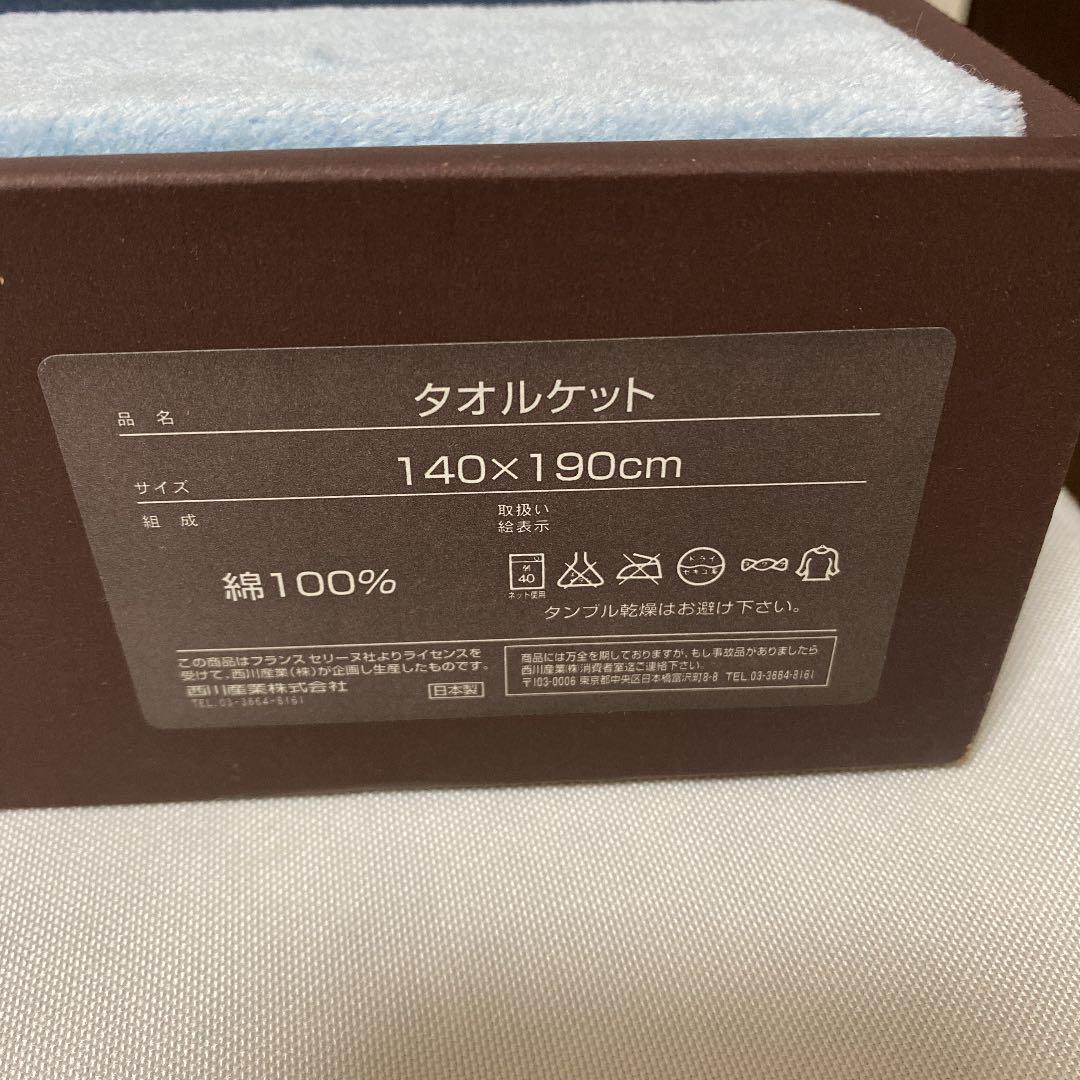 品名 タオルケット
サイズ 140×190cm
組成
綿100%
取扱い
絵表示
40
ネット使用
ドライ
セキユ系
タンブル乾燥はお避け下さい。
この商品はフランス セリーヌ社よりライセンスを
受けて、西川産業(株)が企画し生産したものです。
西川産業株式会社
日本製
TEL.03-3664-8161
商品には万全を期しておりますが、もし事故品がありましたら
西川産業(株)消費者室迄ご連絡下さい。
〒103-0006 東京都中央区日本橋富沢町8-8 TEL 03-3664-8161